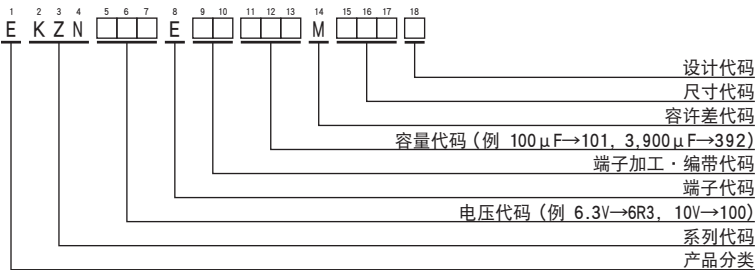 1 2 3 4 5 6 7 8 9 10 11 12 13 14 15 16 17 18
E KZN □□□ E □□ □□□ M □□□ □
设计代码
尺寸代码
容许差代码
容量代码 (例 100μF→101, 3,900μF→392)
端子加工・编带代码
端子代码
电压代码 (例 6.3V→6R3, 10V→100)
系列代码
产品分类